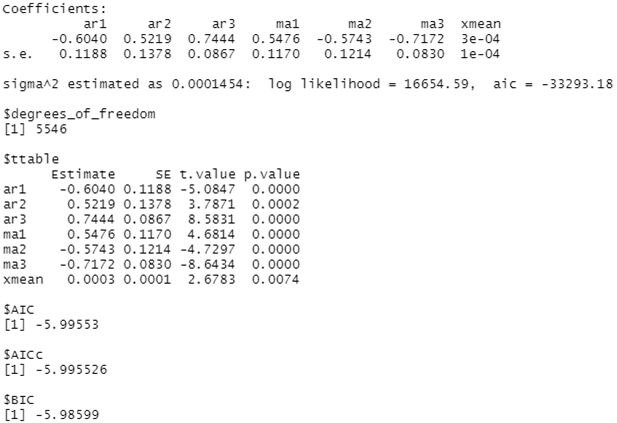 Coefficients:
ar1 ar2 ar3 ma1 ma2 ma3 xmean
-0.6040 0.5219 0.7444 0.5476 -0.5743 -0.7172 3e-04
s.e. 0.1188 0.1378 0.0867 0.1170 0.1214 0.0830 1e-04
sigma^2 estimated as 0.0001454: log likelihood = 16654.59, aic = -33293.18
$degrees_of_freedom
[1] 5546
$ttable
Estimate SE t.value p.value
ar1 -0.6040 0.1188 -5.0847 0.0000
ar2 0.5219 0.1378 3.7871 0.0002
ar3 0.7444 0.0867 8.5831 0.0000
ma1 0.5476 0.1170 4.6814 0.0000
ma2 -0.5743 0.1214 -4.7297 0.0000
ma3 -0.7172 0.0830 -8.6434 0.0000
xmean 0.0003 0.0001 2.6783 0.0074
$AIC
[1] -5.99553
$AICc
[1] -5.995526
$BIC
[1] -5.98599